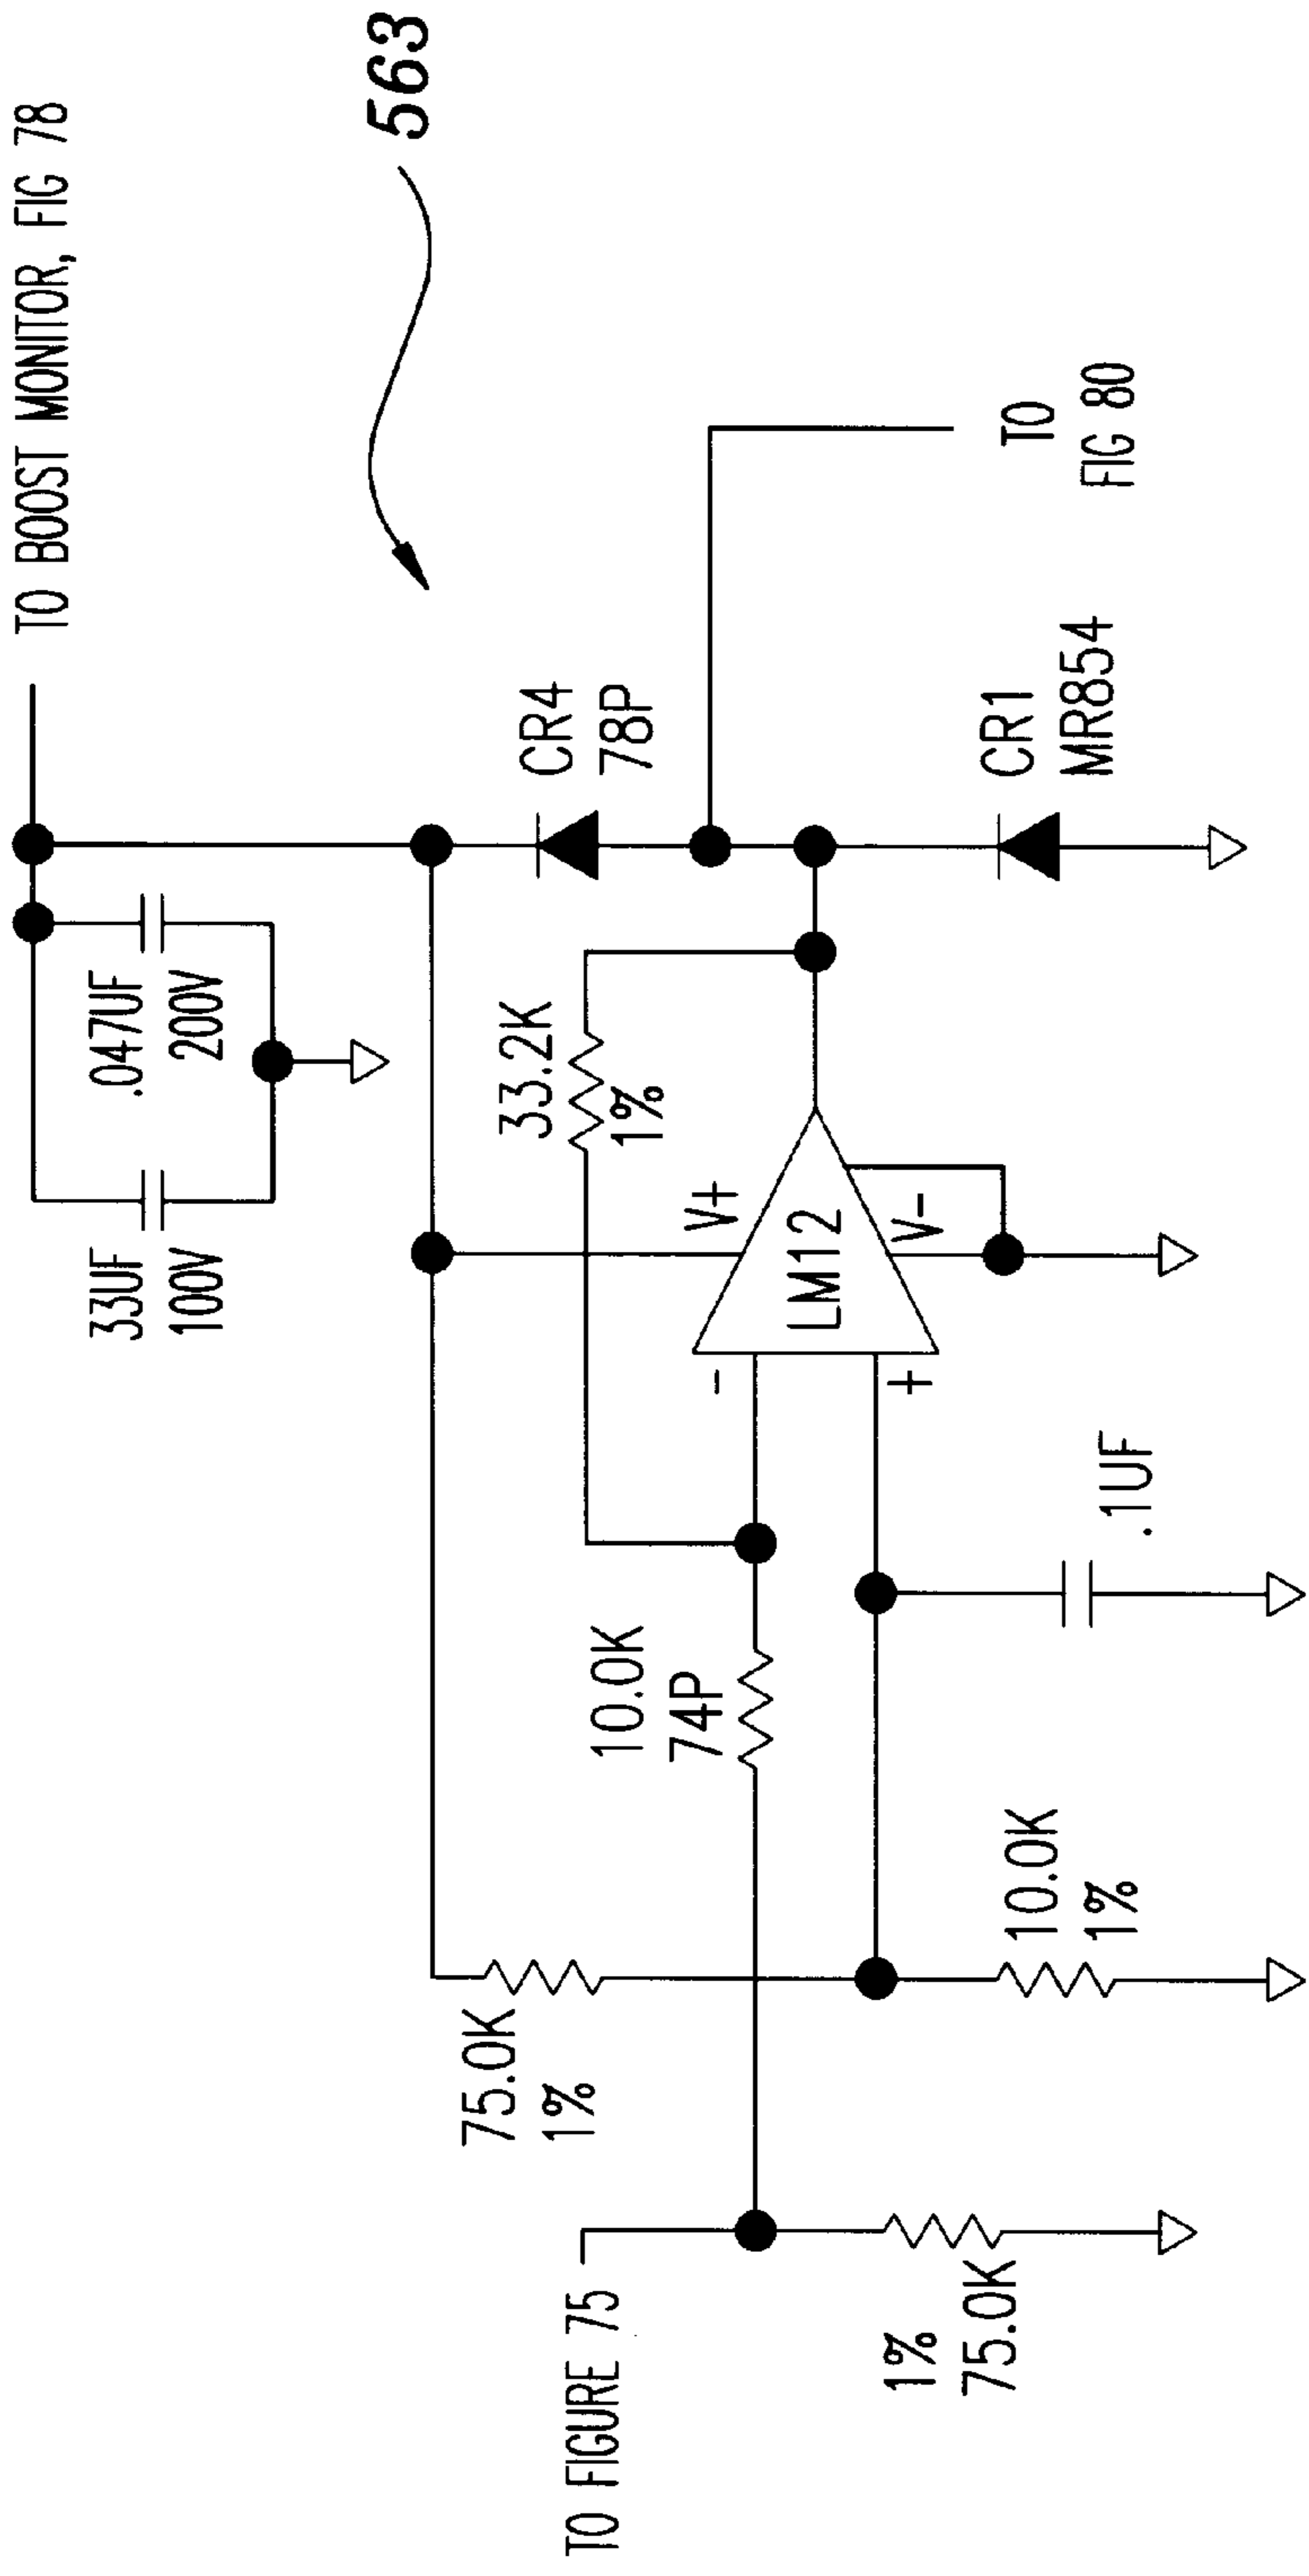 TO BOOST MONITOR, FIG 78
563
33UF
100V
.047UF
200V
CR4
78P
TO
FIG 80
CR1
MR854
33.2K
1%
V+
LM12
V-
-
+
10.0K
74P
.1UF
75.0K
1%
10.0K
1%
TO FIGURE 75
1%
75.0K